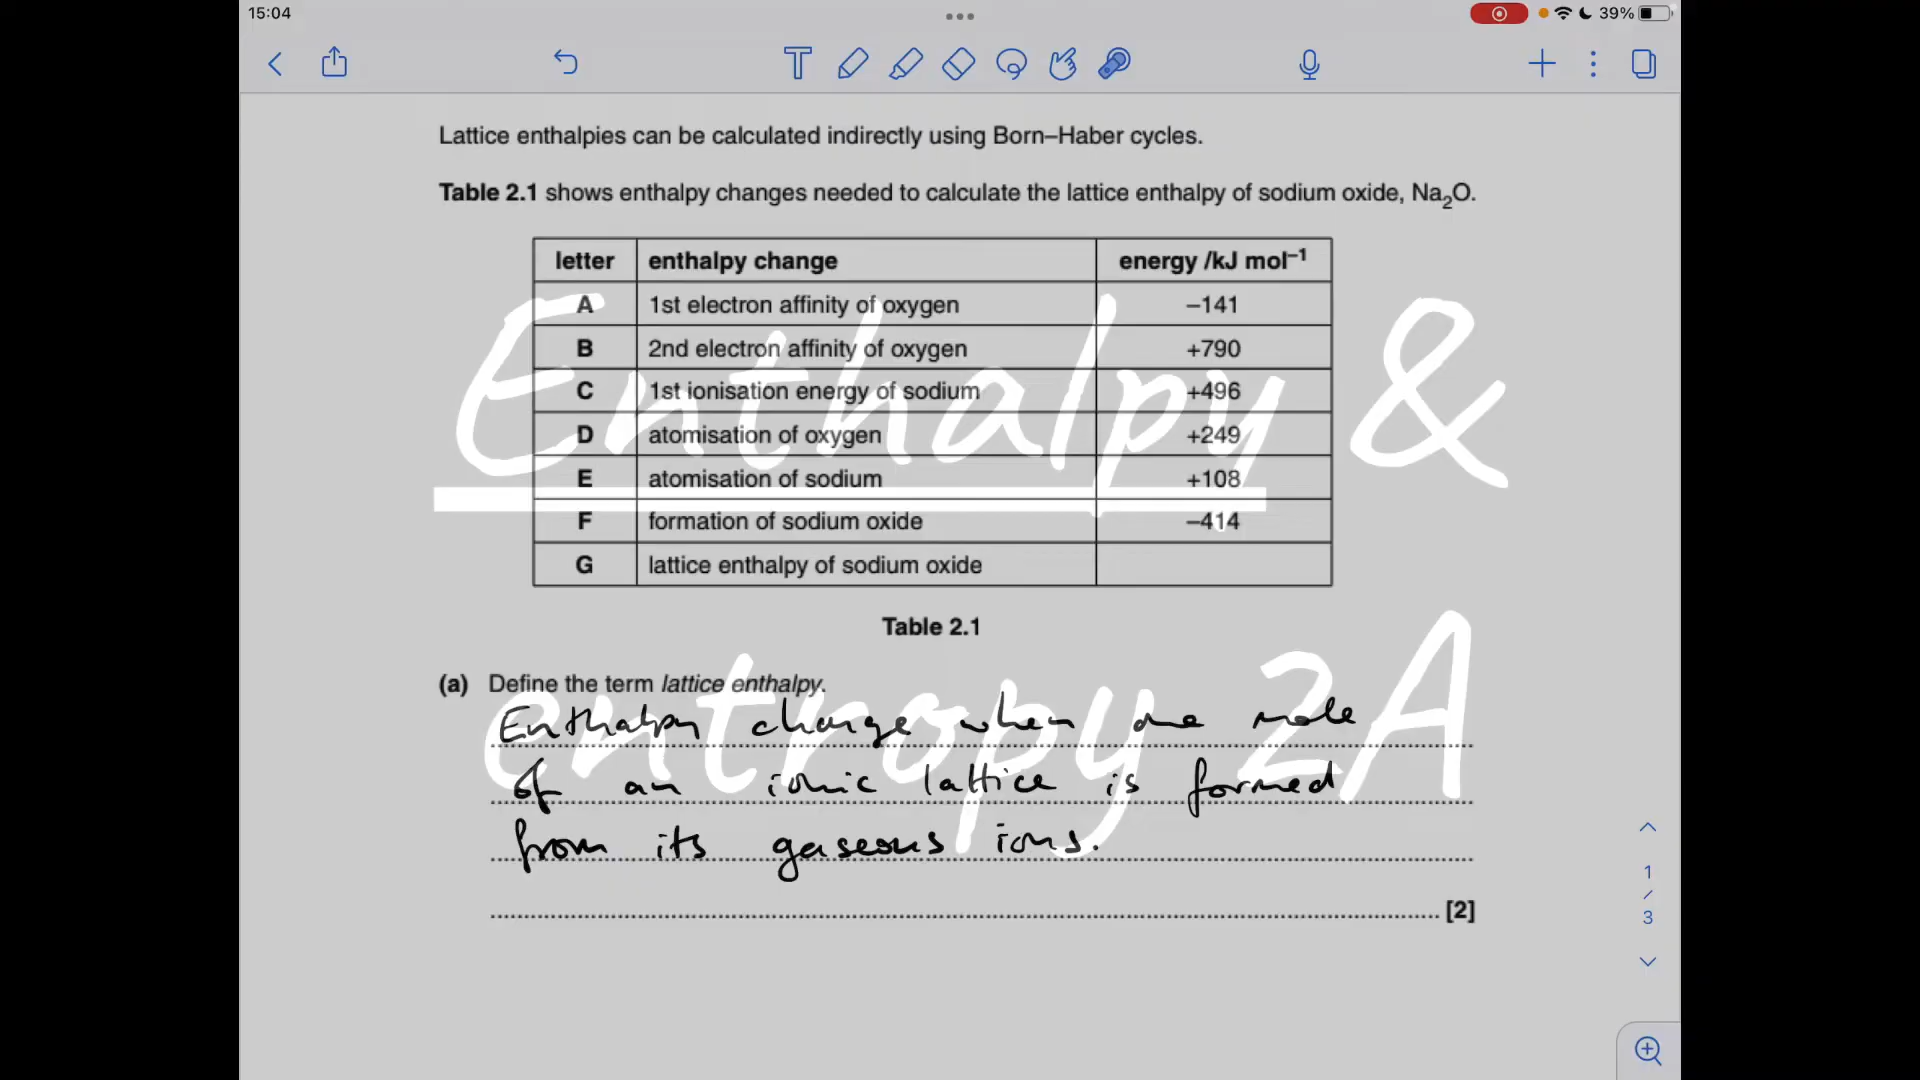 15:04
39%
Lattice enthalpies can be calculated indirectly using Born–Haber cycles.
Table 2.1 shows enthalpy changes needed to calculate the lattice enthalpy of sodium oxide, Na₂O.
letter enthalpy change energy /kJ mol⁻¹
A 1st electron affinity of oxygen –141
B 2nd electron affinity of oxygen +790
C 1st ionisation energy of sodium +496
D atomisation of oxygen +249
E atomisation of sodium +108
F formation of sodium oxide –414
G lattice enthalpy of sodium oxide
Enthalpy &
Table 2.1
entropy 2A
(a) Define the term lattice enthalpy.
Enthalpy change when one mole
of an ionic lattice is formed
from its gaseous ions.
[2]
1
/
3